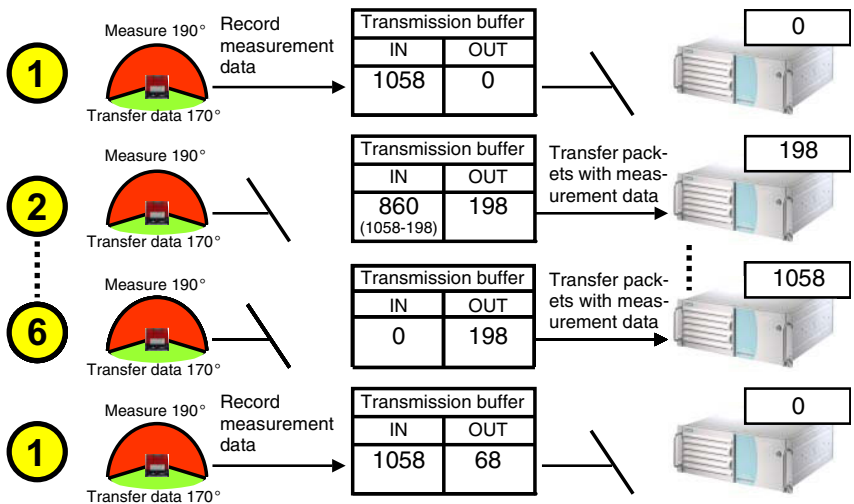 1
Measure 190°
Transfer data 170°
Record
measurement
data
Transmission buffer
IN OUT
1058 0
0
2
Measure 190°
Transfer data 170°
Transmission buffer
IN OUT
860 198
(1058-198)
Transfer pack-
ets with meas-
urement data
198
6
Measure 190°
Transfer data 170°
Transmission buffer
IN OUT
0 198
Transfer pack-
ets with meas-
urement data
1058
1
Measure 190°
Transfer data 170°
Record
measurement
data
Transmission buffer
IN OUT
1058 68
0